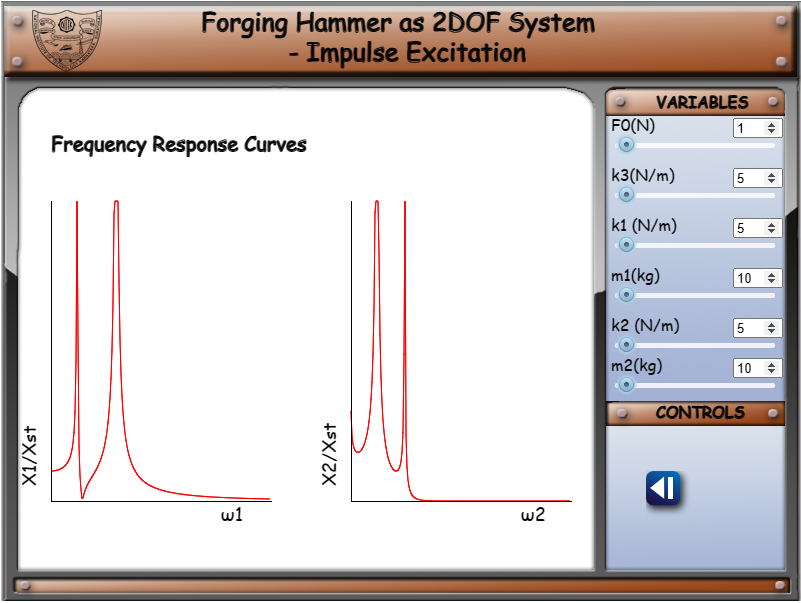 Forging Hammer as 2DOF System
- Impulse Excitation
Frequency Response Curves
X1/Xst
ω1
X2/Xst
ω2
VARIABLES
F0(N) 1
k3(N/m) 5
k1 (N/m) 5
m1(kg) 10
k2 (N/m) 5
m2(kg) 10
CONTROLS